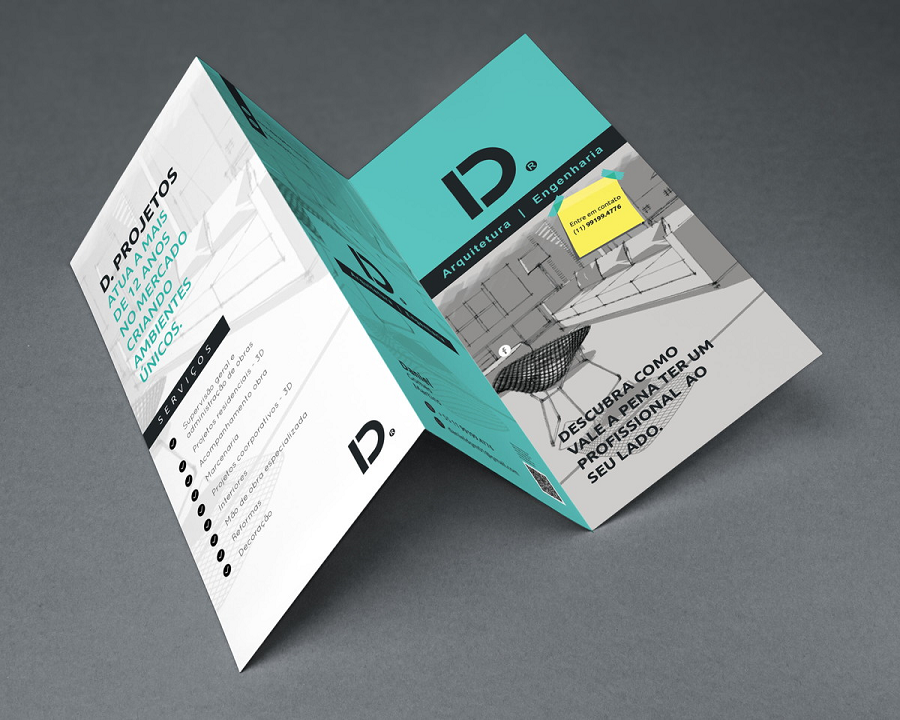 D. PROJETOS
ATUA A MAIS
DE 12 ANOS
NO MERCADO
CRIANDO
AMBIENTES
ÚNICOS.
SERVIÇOS
Supervisão geral e
administração de obras
Projetos residenciais - 3D
Acompanhamento obra
Marcenaria
Projetos coorporativos - 3D
Interiores
Mão de obra especializada
Reformas
Decoração
D®
D
Daniel
D®
Arquitetura | Engenharia
Entre em contato
(11) 99199.4776
DESCUBRA COMO
VALE A PENA TER UM
PROFISSIONAL AO
SEU LADO.